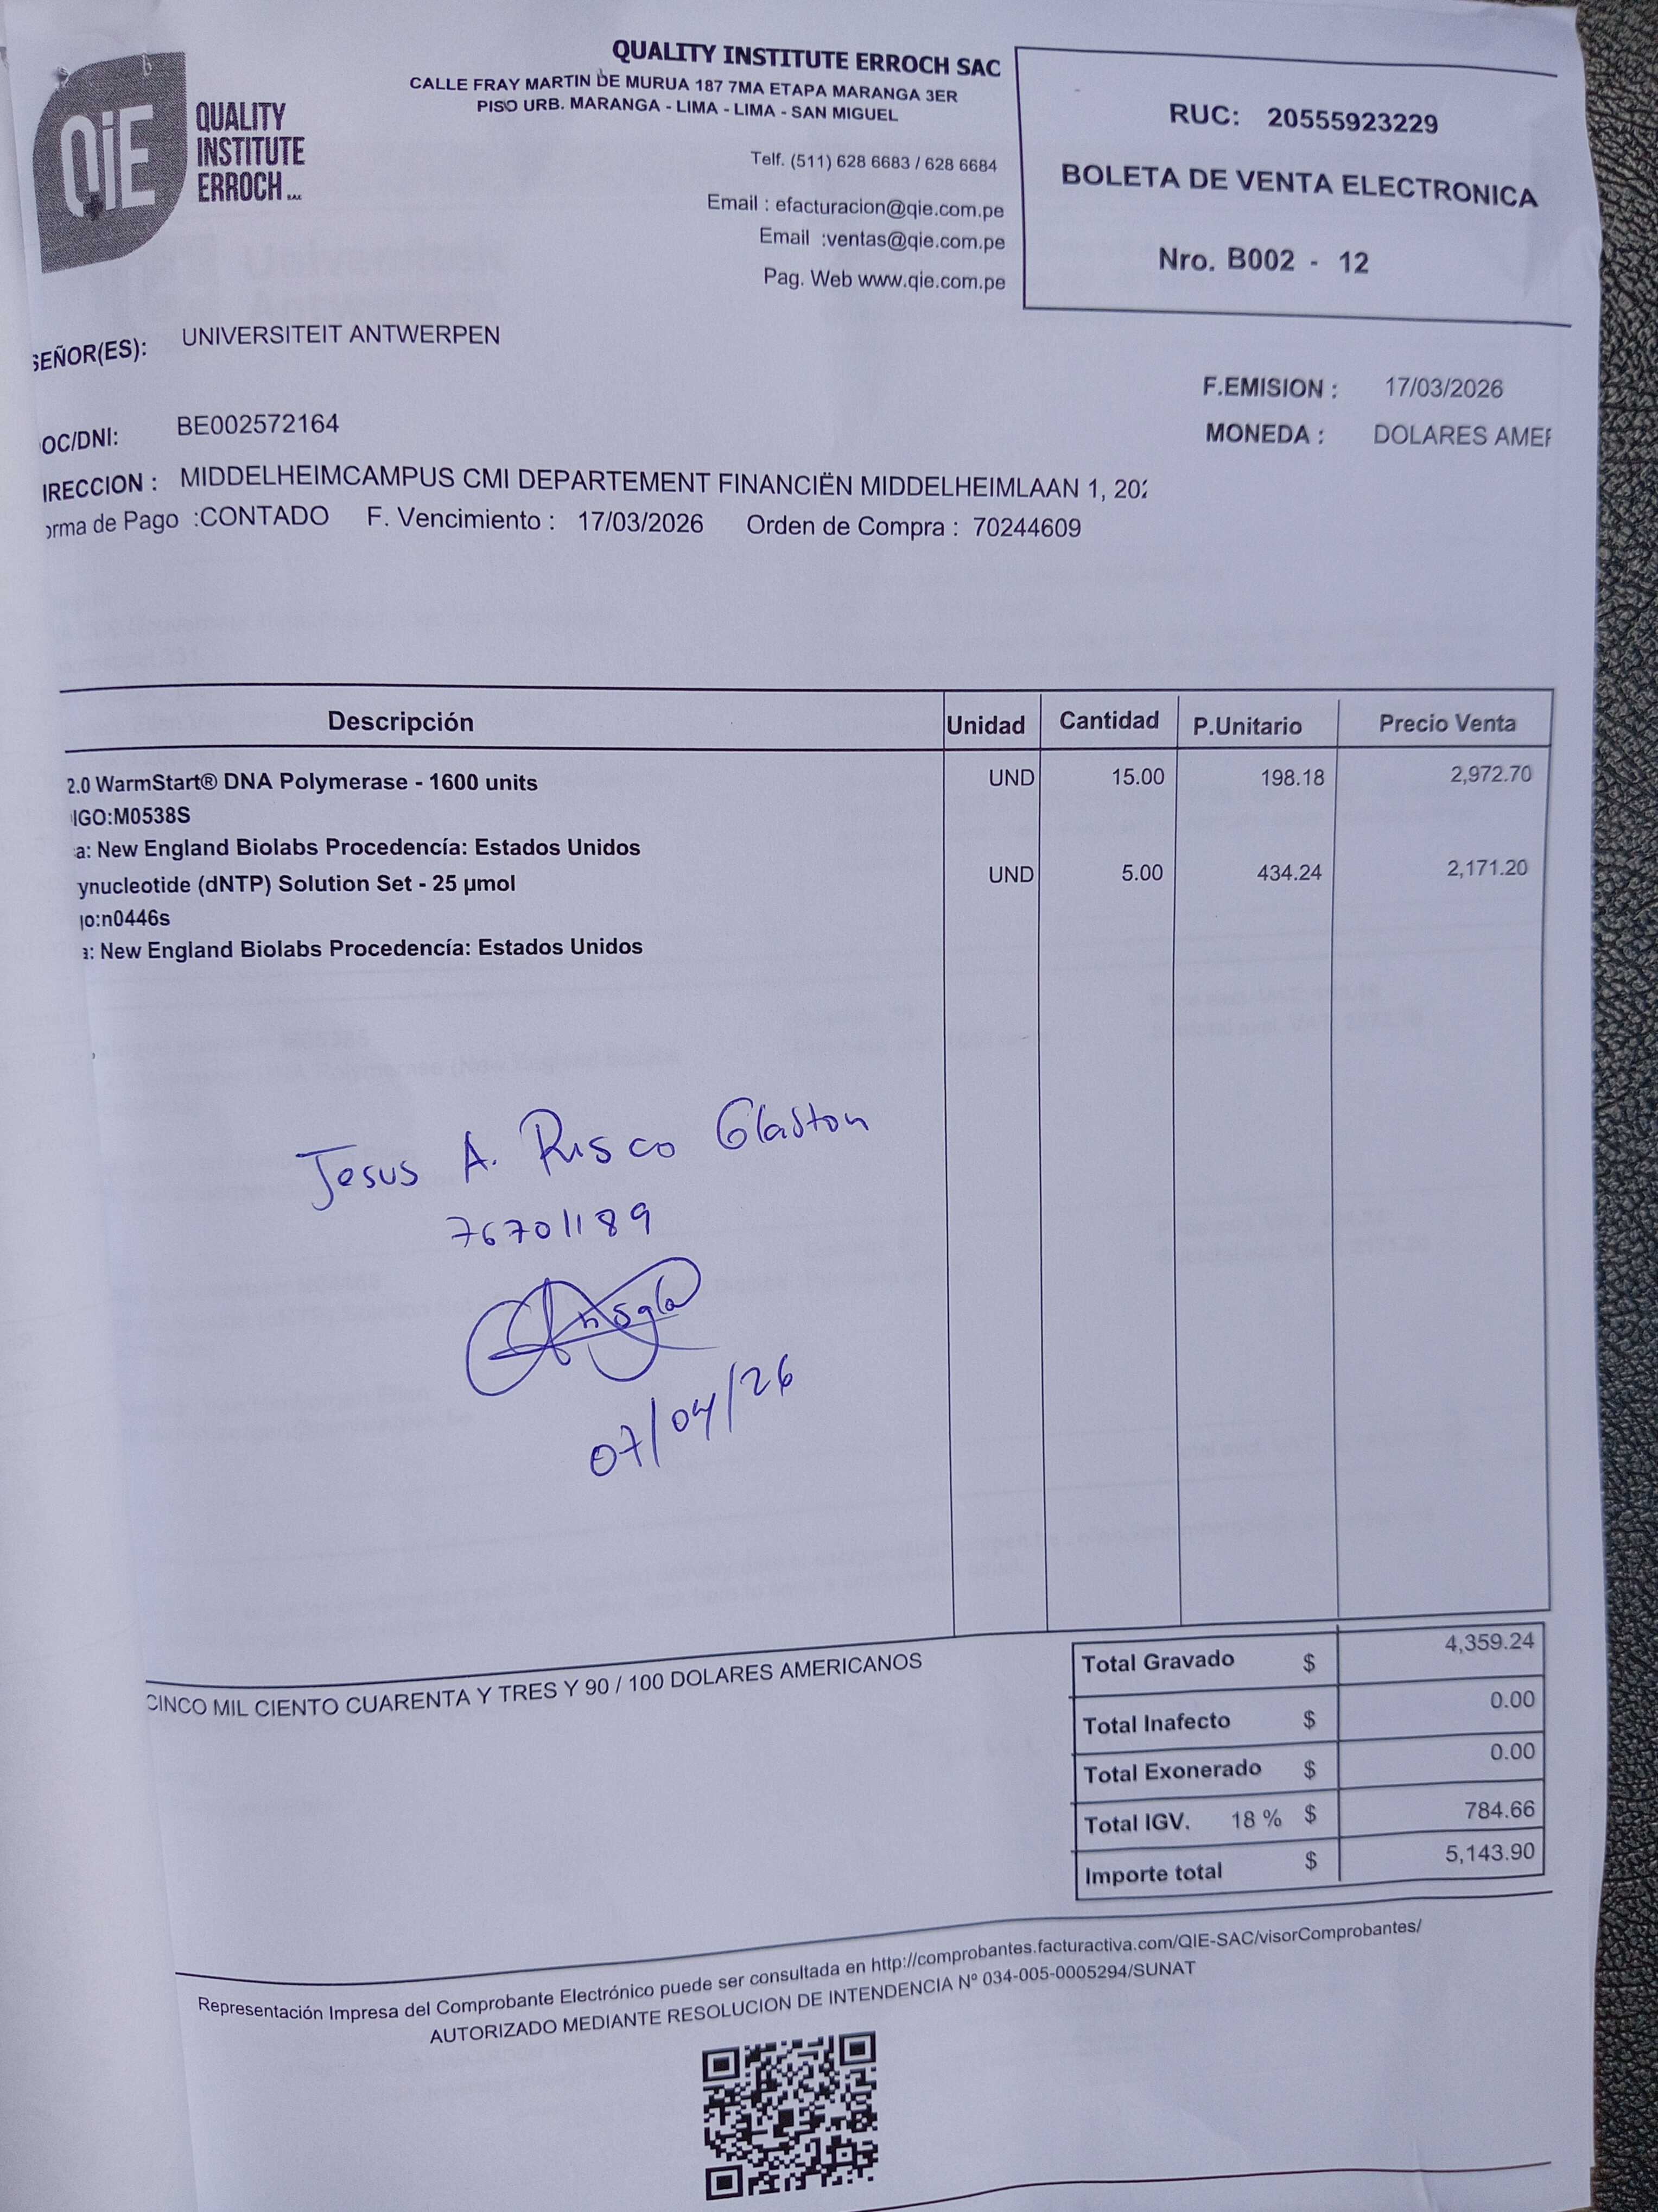 QiE QUALITY INSTITUTE ERROCH S.A.C.
QUALITY INSTITUTE ERROCH SAC
CALLE FRAY MARTIN DE MURUA 187 7MA ETAPA MARANGA 3ER
PISO URB. MARANGA - LIMA - LIMA - SAN MIGUEL
Telf. (511) 628 6683 / 628 6684
Email : efacturacion@qie.com.pe
Email :ventas@qie.com.pe
Pag. Web www.qie.com.pe
RUC: 20555923229
BOLETA DE VENTA ELECTRONICA
Nro. B002 - 12
SEÑOR(ES): UNIVERSITEIT ANTWERPEN
F.EMISION : 17/03/2026
OC/DNI: BE002572164
MONEDA : DOLARES AMER
IRECCION : MIDDELHEIMCAMPUS CMI DEPARTEMENT FINANCIËN MIDDELHEIMLAAN 1, 202
orma de Pago :CONTADO F. Vencimiento : 17/03/2026 Orden de Compra : 70244609
Descripción Unidad Cantidad P.Unitario Precio Venta
2.0 WarmStart® DNA Polymerase - 1600 units UND 15.00 198.18 2,972.70
IGO:M0538S
a: New England Biolabs Procedencía: Estados Unidos
ynucleotide (dNTP) Solution Set - 25 µmol UND 5.00 434.24 2,171.20
go:n0446s
a: New England Biolabs Procedencía: Estados Unidos
Jesus A. Risco Glaston
76701189
07/04/26
CINCO MIL CIENTO CUARENTA Y TRES Y 90 / 100 DOLARES AMERICANOS
Total Gravado $ 4,359.24
Total Inafecto $ 0.00
Total Exonerado $ 0.00
Total IGV. 18 % $ 784.66
Importe total $ 5,143.90
Representación Impresa del Comprobante Electrónico puede ser consultada en http://comprobantes.facturactiva.com/QIE-SAC/visorComprobantes/
AUTORIZADO MEDIANTE RESOLUCION DE INTENDENCIA Nº 034-005-0005294/SUNAT